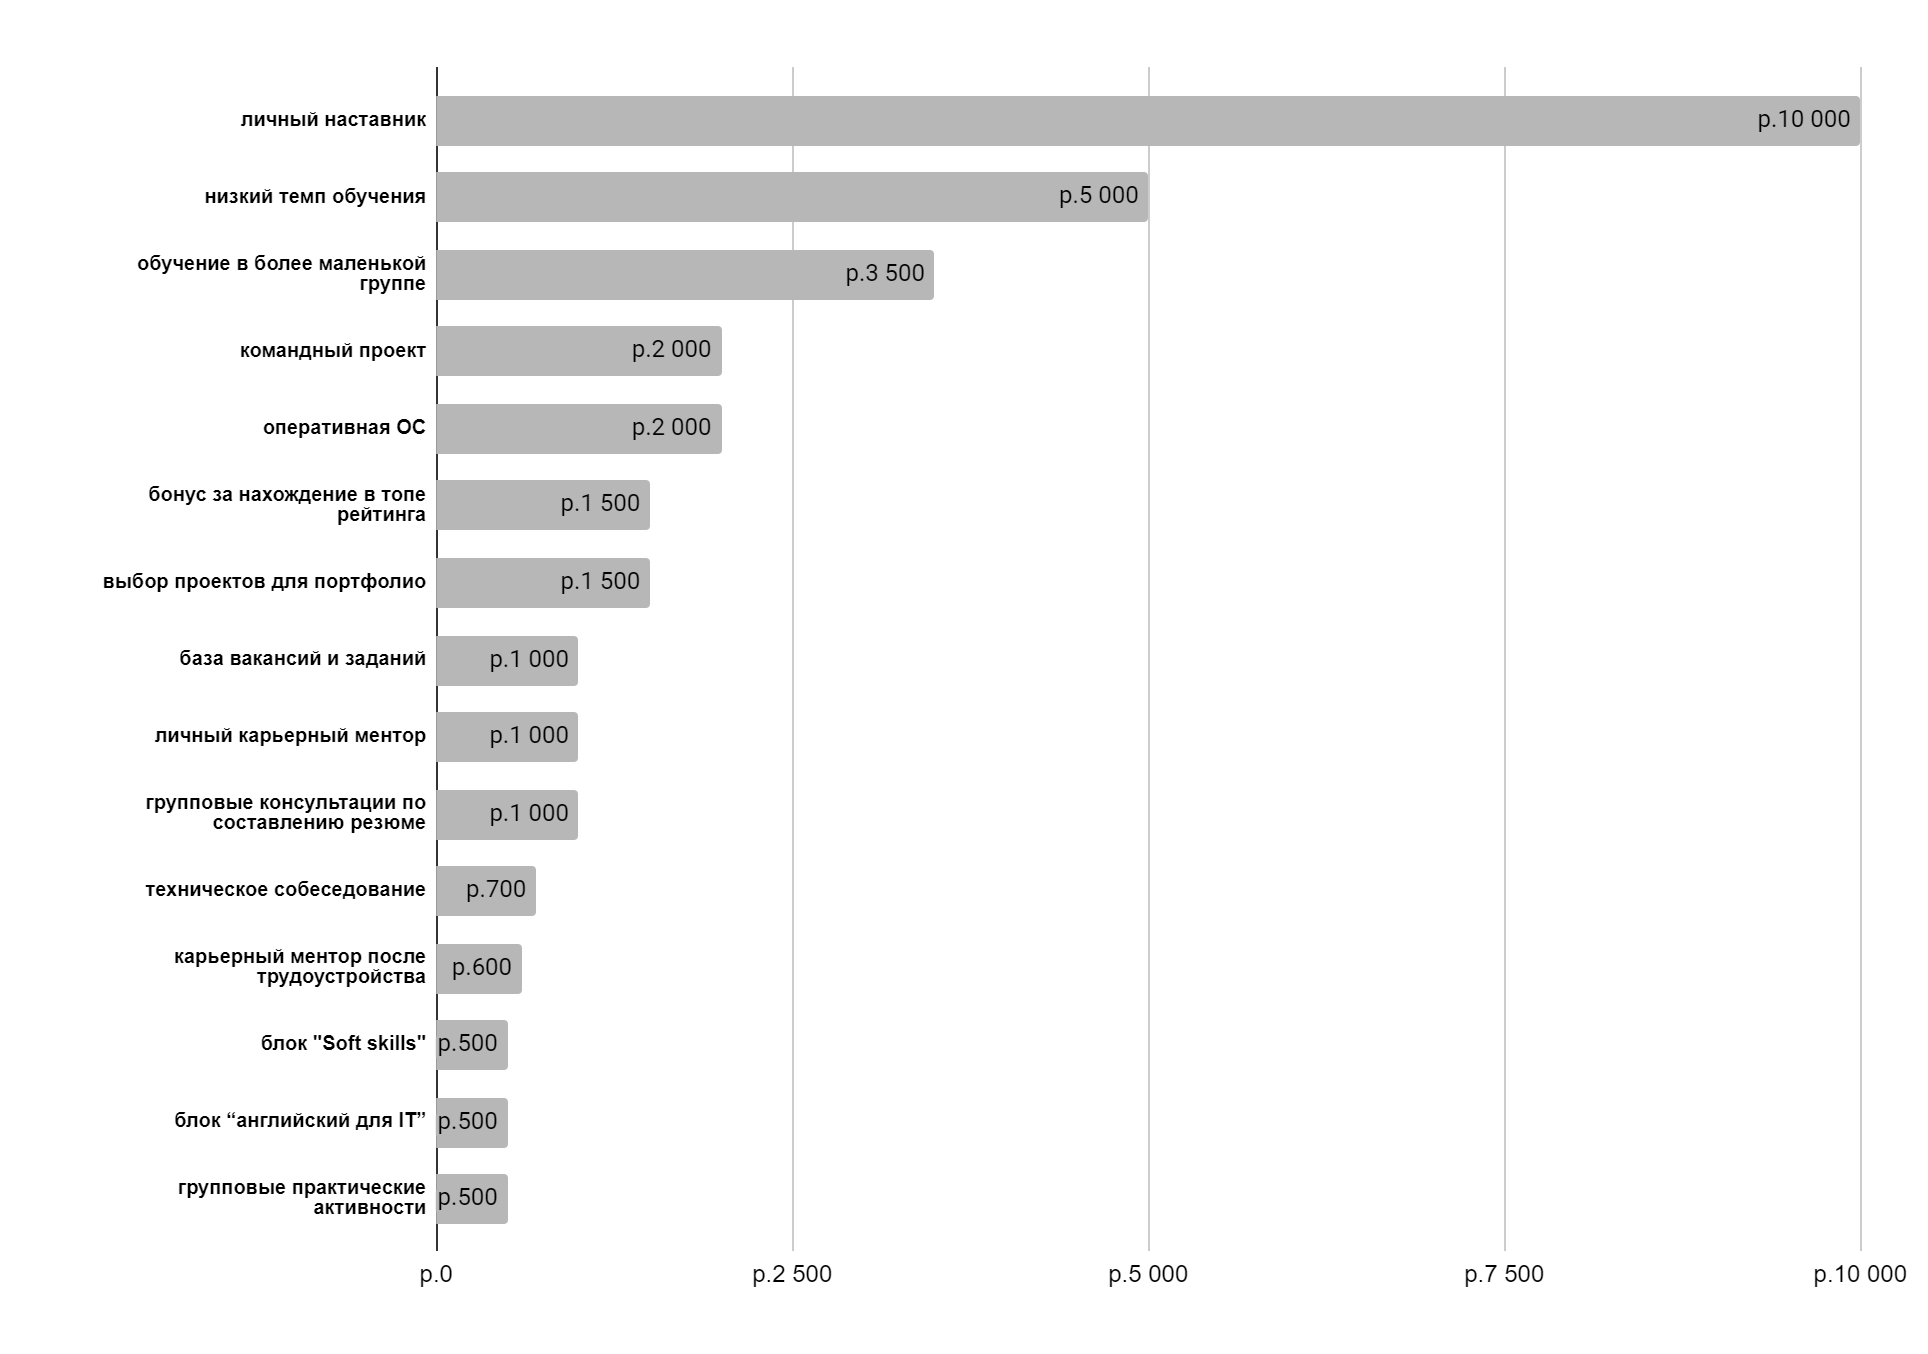 личный наставник
р.10 000
низкий темп обучения
р.5 000
обучение в более маленькой
группе
р.3 500
командный проект
р.2 000
оперативная ОС
р.2 000
бонус за нахождение в топе
рейтинга
р.1 500
выбор проектов для портфолио
р.1 500
база вакансий и заданий
р.1 000
личный карьерный ментор
р.1 000
групповые консультации по
составлению резюме
р.1 000
техническое собеседование
р.700
карьерный ментор после
трудоустройства
р.600
блок "Soft skills"
р.500
блок “английский для IT”
р.500
групповые практические
активности
р.500
р.0 р.2 500 р.5 000 р.7 500 р.10 000